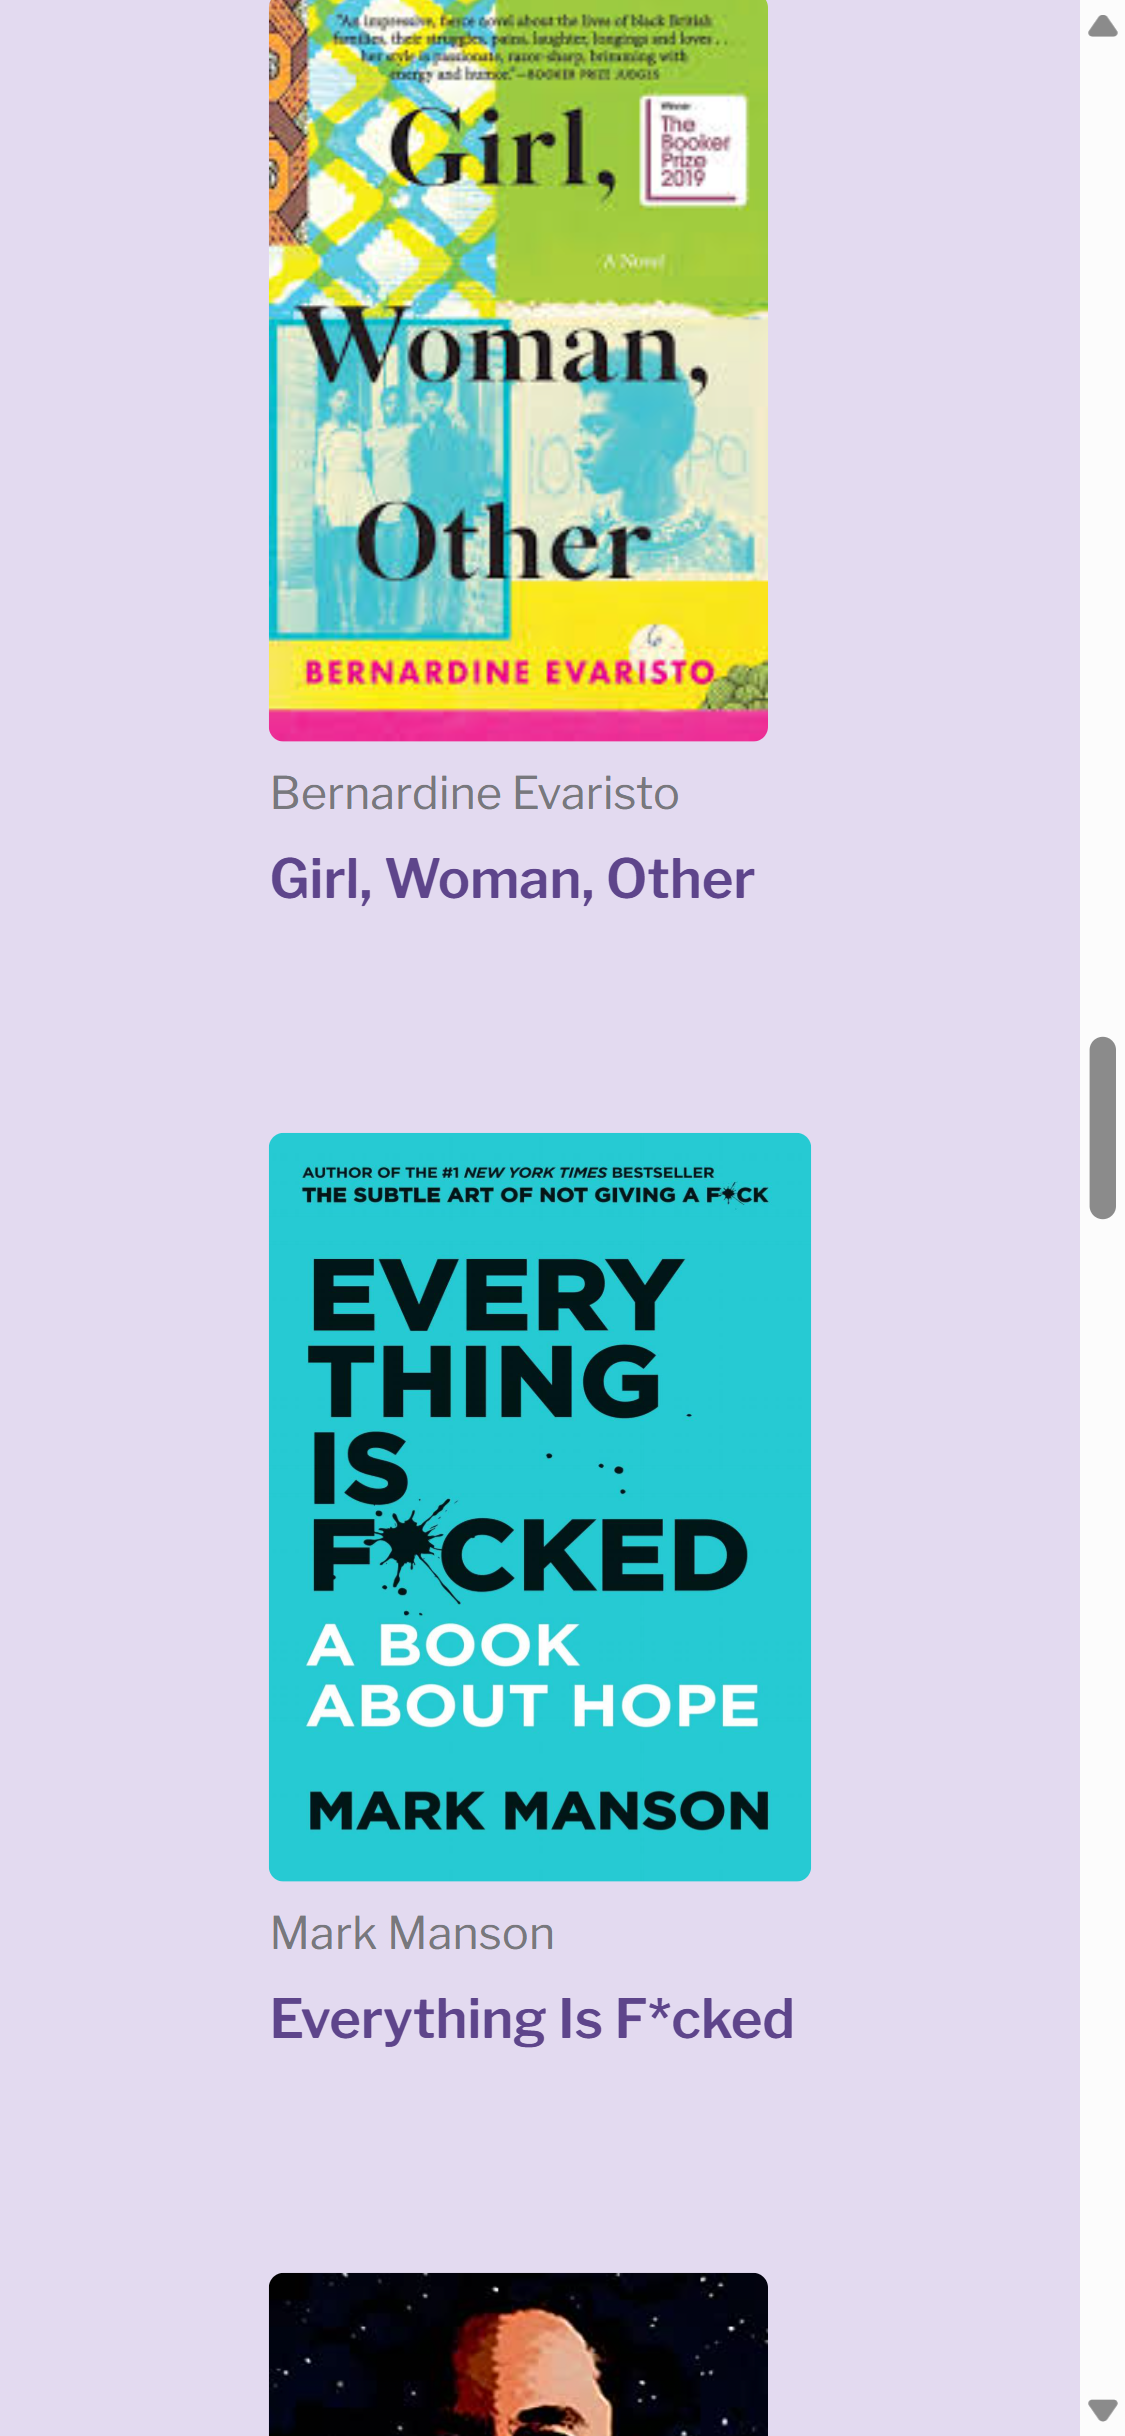 "An impressive, fierce novel about the lives of black British
families, their struggles, pains, laughter, longings and loves . . .
her style is passionate, razor-sharp, brimming with
energy and humor."—BOOKER PRIZE JUDGES
Girl,
Winner
The
Booker
Prize
2019
A Novel
Woman,
Other
BERNARDINE EVARISTO
Bernardine Evaristo
Girl, Woman, Other
AUTHOR OF THE #1 NEW YORK TIMES BESTSELLER
THE SUBTLE ART OF NOT GIVING A F*CK
EVERY
THING
IS
F*CKED
A BOOK
ABOUT HOPE
MARK MANSON
Mark Manson
Everything Is F*cked